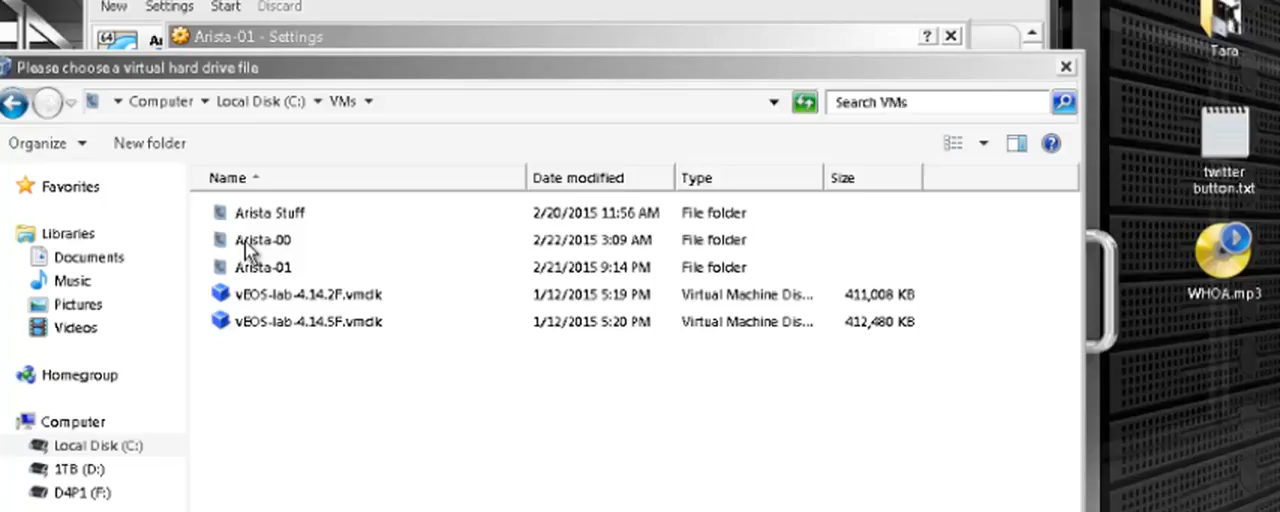 New Settings Start Discard
64 Ar Arista-01 - Settings ?
Please choose a virtual hard drive file
Computer Local Disk (C:) VMs Search VMs
Organize New folder
Name Date modified Type Size
Favorites
Libraries
Documents
Music
Pictures
Videos
Homegroup
Computer
Local Disk (C:)
1TB (D:)
D4P1 (F:)
Arista Stuff 2/20/2015 11:56 AM File folder
Arista-00 2/22/2015 3:09 AM File folder
Arista-01 2/21/2015 9:14 PM File folder
vEOS-lab-4.14.2F.vmdk 1/12/2015 5:19 PM Virtual Machine Dis... 411,008 KB
vEOS-lab-4.14.5F.vmdk 1/12/2015 5:20 PM Virtual Machine Dis... 412,480 KB
Tara
twitter
button.txt
WHOA.mp3